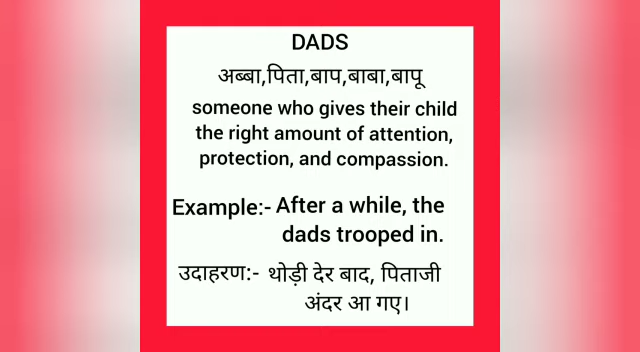 DADS
अब्बा,पिता,बाप,बाबा,बापू
someone who gives their child
the right amount of attention,
protection, and compassion.
Example:- After a while, the
dads trooped in.
उदाहरण:- थोड़ी देर बाद, पिताजी
अंदर आ गए।